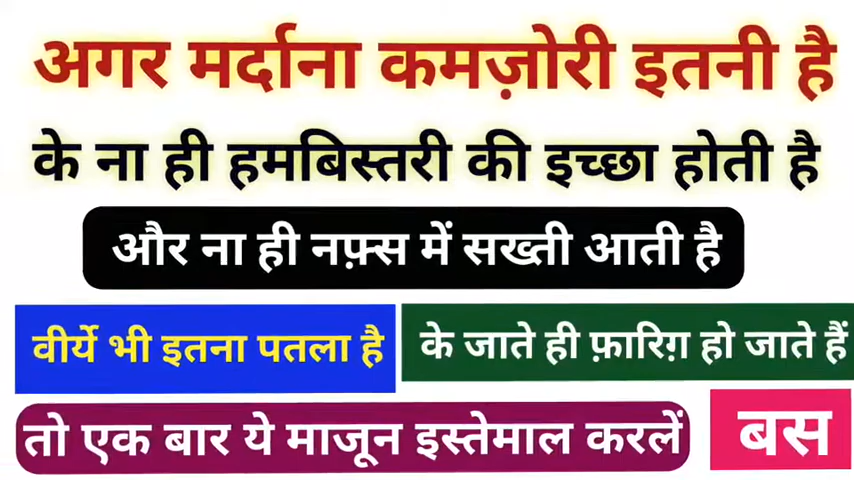 अगर मर्दाना कमज़ोरी इतनी है
के ना ही हमबिस्तरी की इच्छा होती है
और ना ही नफ़्स में सख्ती आती है
वीर्ये भी इतना पतला है
के जाते ही फ़ारिग़ हो जाते हैं
तो एक बार ये माजून इस्तेमाल करलें
बस